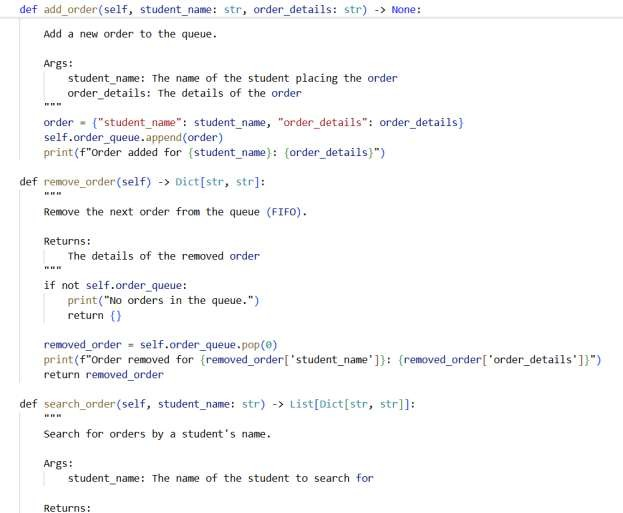 def add_order(self, student_name: str, order_details: str) -> None:
Add a new order to the queue.
Args:
student_name: The name of the student placing the order
order_details: The details of the order
"""
order = {"student_name": student_name, "order_details": order_details}
self.order_queue.append(order)
print(f"Order added for {student_name}: {order_details}")
def remove_order(self) -> Dict[str, str]:
"""
Remove the next order from the queue (FIFO).
Returns:
The details of the removed order
"""
if not self.order_queue:
print("No orders in the queue.")
return {}
removed_order = self.order_queue.pop(0)
print(f"Order removed for {removed_order['student_name']}: {removed_order['order_details']}")
return removed_order
def search_order(self, student_name: str) -> List[Dict[str, str]]:
"""
Search for orders by a student's name.
Args:
student_name: The name of the student to search for
Returns: